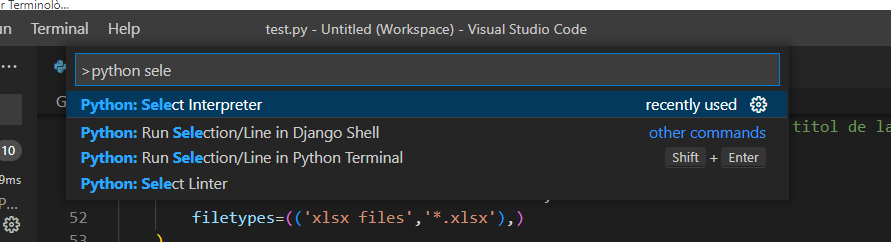 r Terminolò...
un Terminal Help test.py - Untitled (Workspace) - Visual Studio Code
>python sele
Python: Select Interpreter recently used
Python: Run Selection/Line in Django Shell other commands
titol de la
Python: Run Selection/Line in Python Terminal Shift + Enter
Python: Select Linter
10
9ms
P...
52 filetypes=(('xlsx files','*.xlsx'),)
53 )